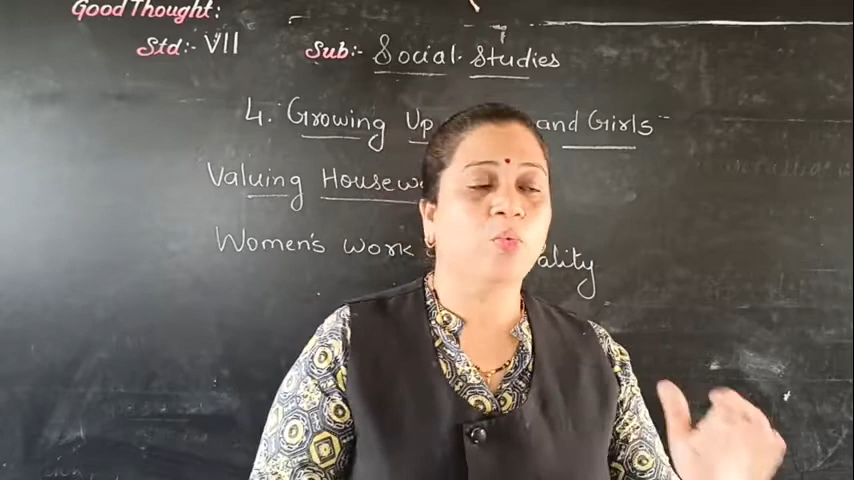 Good Thought:
Std:- VII
Sub:- Social Studies
4. Growing Up and Girls
Valuing
Women's work